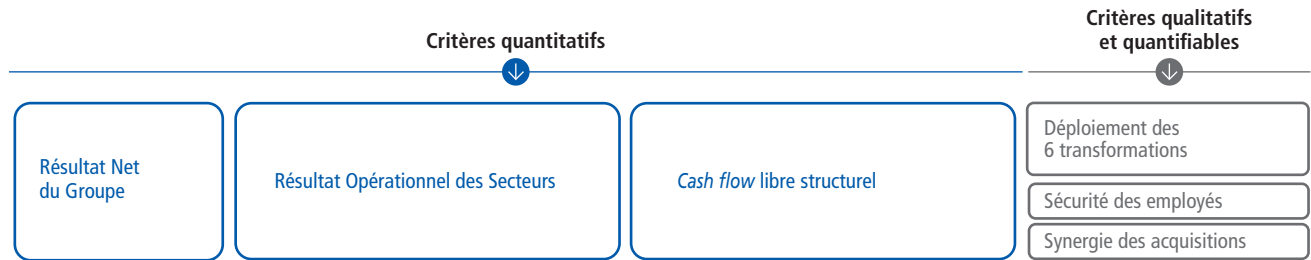 Critères quantitatifs
Critères qualitatifs
et quantifiables
Résultat Net
du Groupe
Résultat Opérationnel des Secteurs
Cash flow libre structurel
Déploiement des
6 transformations
Sécurité des employés
Synergie des acquisitions